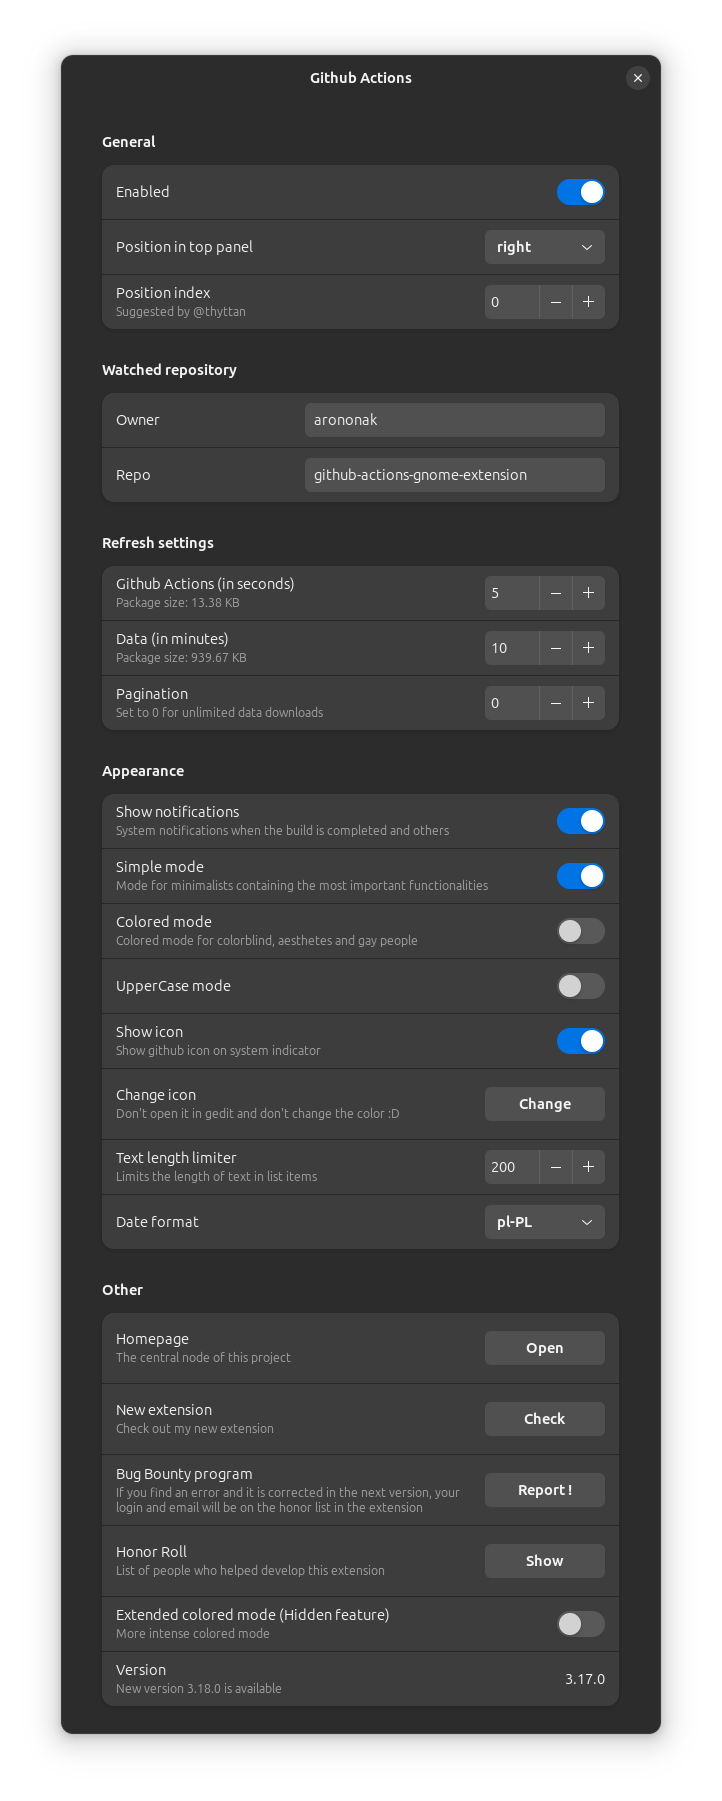 Github Actions
General
Enabled
Position in top panel
right
Position index
Suggested by @thyttan
0
Watched repository
Owner
arononak
Repo
github-actions-gnome-extension
Refresh settings
Github Actions (in seconds)
Package size: 13.38 KB
5
Data (in minutes)
Package size: 939.67 KB
10
Pagination
Set to 0 for unlimited data downloads
0
Appearance
Show notifications
System notifications when the build is completed and others
Simple mode
Mode for minimalists containing the most important functionalities
Colored mode
Colored mode for colorblind, aesthetes and gay people
UpperCase mode
Show icon
Show github icon on system indicator
Change icon
Don't open it in gedit and don't change the color :D
Change
Text length limiter
Limits the length of text in list items
200
Date format
pl-PL
Other
Homepage
The central node of this project
Open
New extension
Check out my new extension
Check
Bug Bounty program
If you find an error and it is corrected in the next version, your
login and email will be on the honor list in the extension
Report !
Honor Roll
List of people who helped develop this extension
Show
Extended colored mode (Hidden feature)
More intense colored mode
Version
New version 3.18.0 is available
3.17.0